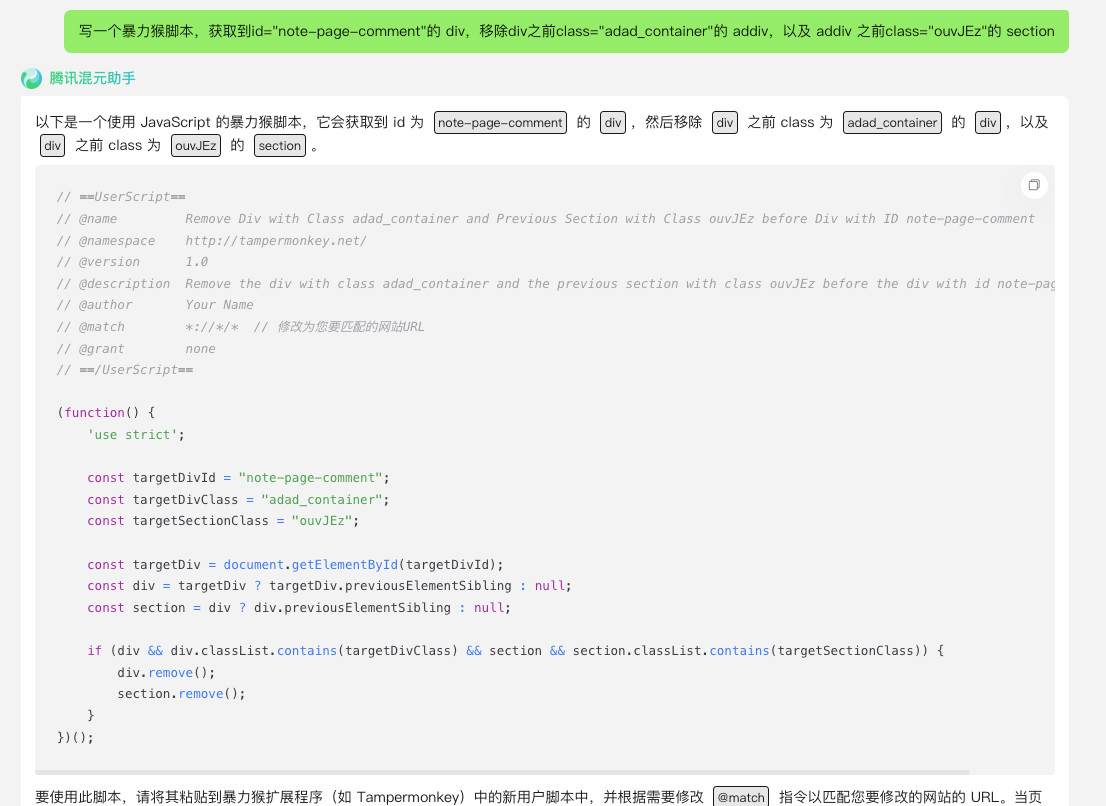 写一个暴力猴脚本，获取到id="note-page-comment"的 div，移除div之前class="adad_container"的 addiv，以及 addiv 之前class="ouvJEz"的 section
腾讯混元助手
以下是一个使用 JavaScript 的暴力猴脚本，它会获取到 id 为 note-page-comment 的 div ，然后移除 div 之前 class 为 adad_container 的 div ，以及
div 之前 class 为 ouvJEz 的 section 。
// ==UserScript==
// @name         Remove Div with Class adad_container and Previous Section with Class ouvJEz before Div with ID note-page-comment
// @namespace    http://tampermonkey.net/
// @version      1.0
// @description  Remove the div with class adad_container and the previous section with class ouvJEz before the div with id note-pag
// @author       Your Name
// @match        *://*/*  // 修改为您要匹配的网站URL
// @grant        none
// ==/UserScript==
(function() {
    'use strict';
    const targetDivId = "note-page-comment";
    const targetDivClass = "adad_container";
    const targetSectionClass = "ouvJEz";
    const targetDiv = document.getElementById(targetDivId);
    const div = targetDiv ? targetDiv.previousElementSibling : null;
    const section = div ? div.previousElementSibling : null;
    if (div && div.classList.contains(targetDivClass) && section && section.classList.contains(targetSectionClass)) {
        div.remove();
        section.remove();
    }
})();
要使用此脚本，请将其粘贴到暴力猴扩展程序（如 Tampermonkey）中的新用户脚本中，并根据需要修改 @match 指令以匹配您要修改的网站的 URL。当页